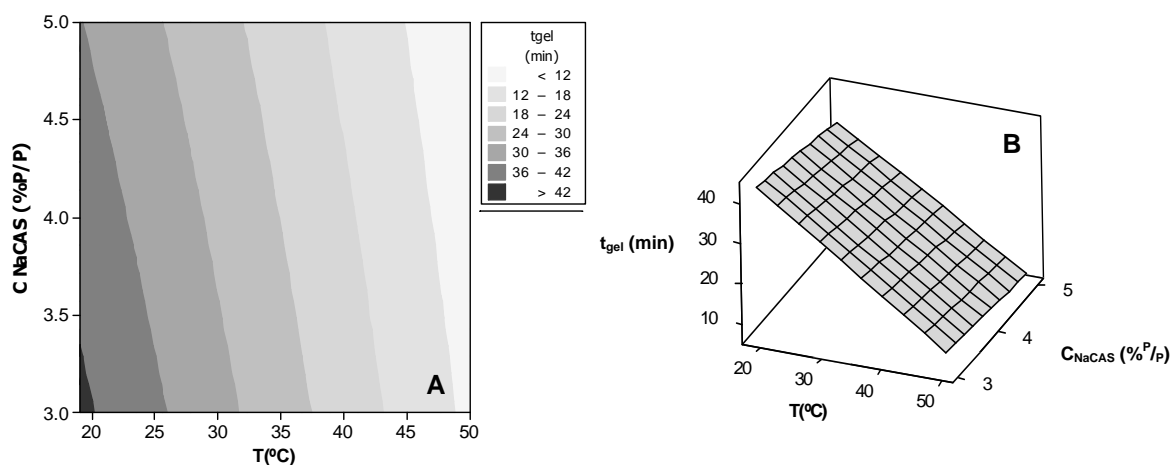 5.0
4.5
4.0
3.5
3.0
C NaCAS (%P/P)
20 25 30 35 40 45 50
T(ºC)
A
tgel
(min)
< 12
12 – 18
18 – 24
24 – 30
30 – 36
36 – 42
> 42
B
40
30
20
10
tgel (min)
20 30 40 50
T(ºC)
3 4 5
CNaCAS (%P/P)